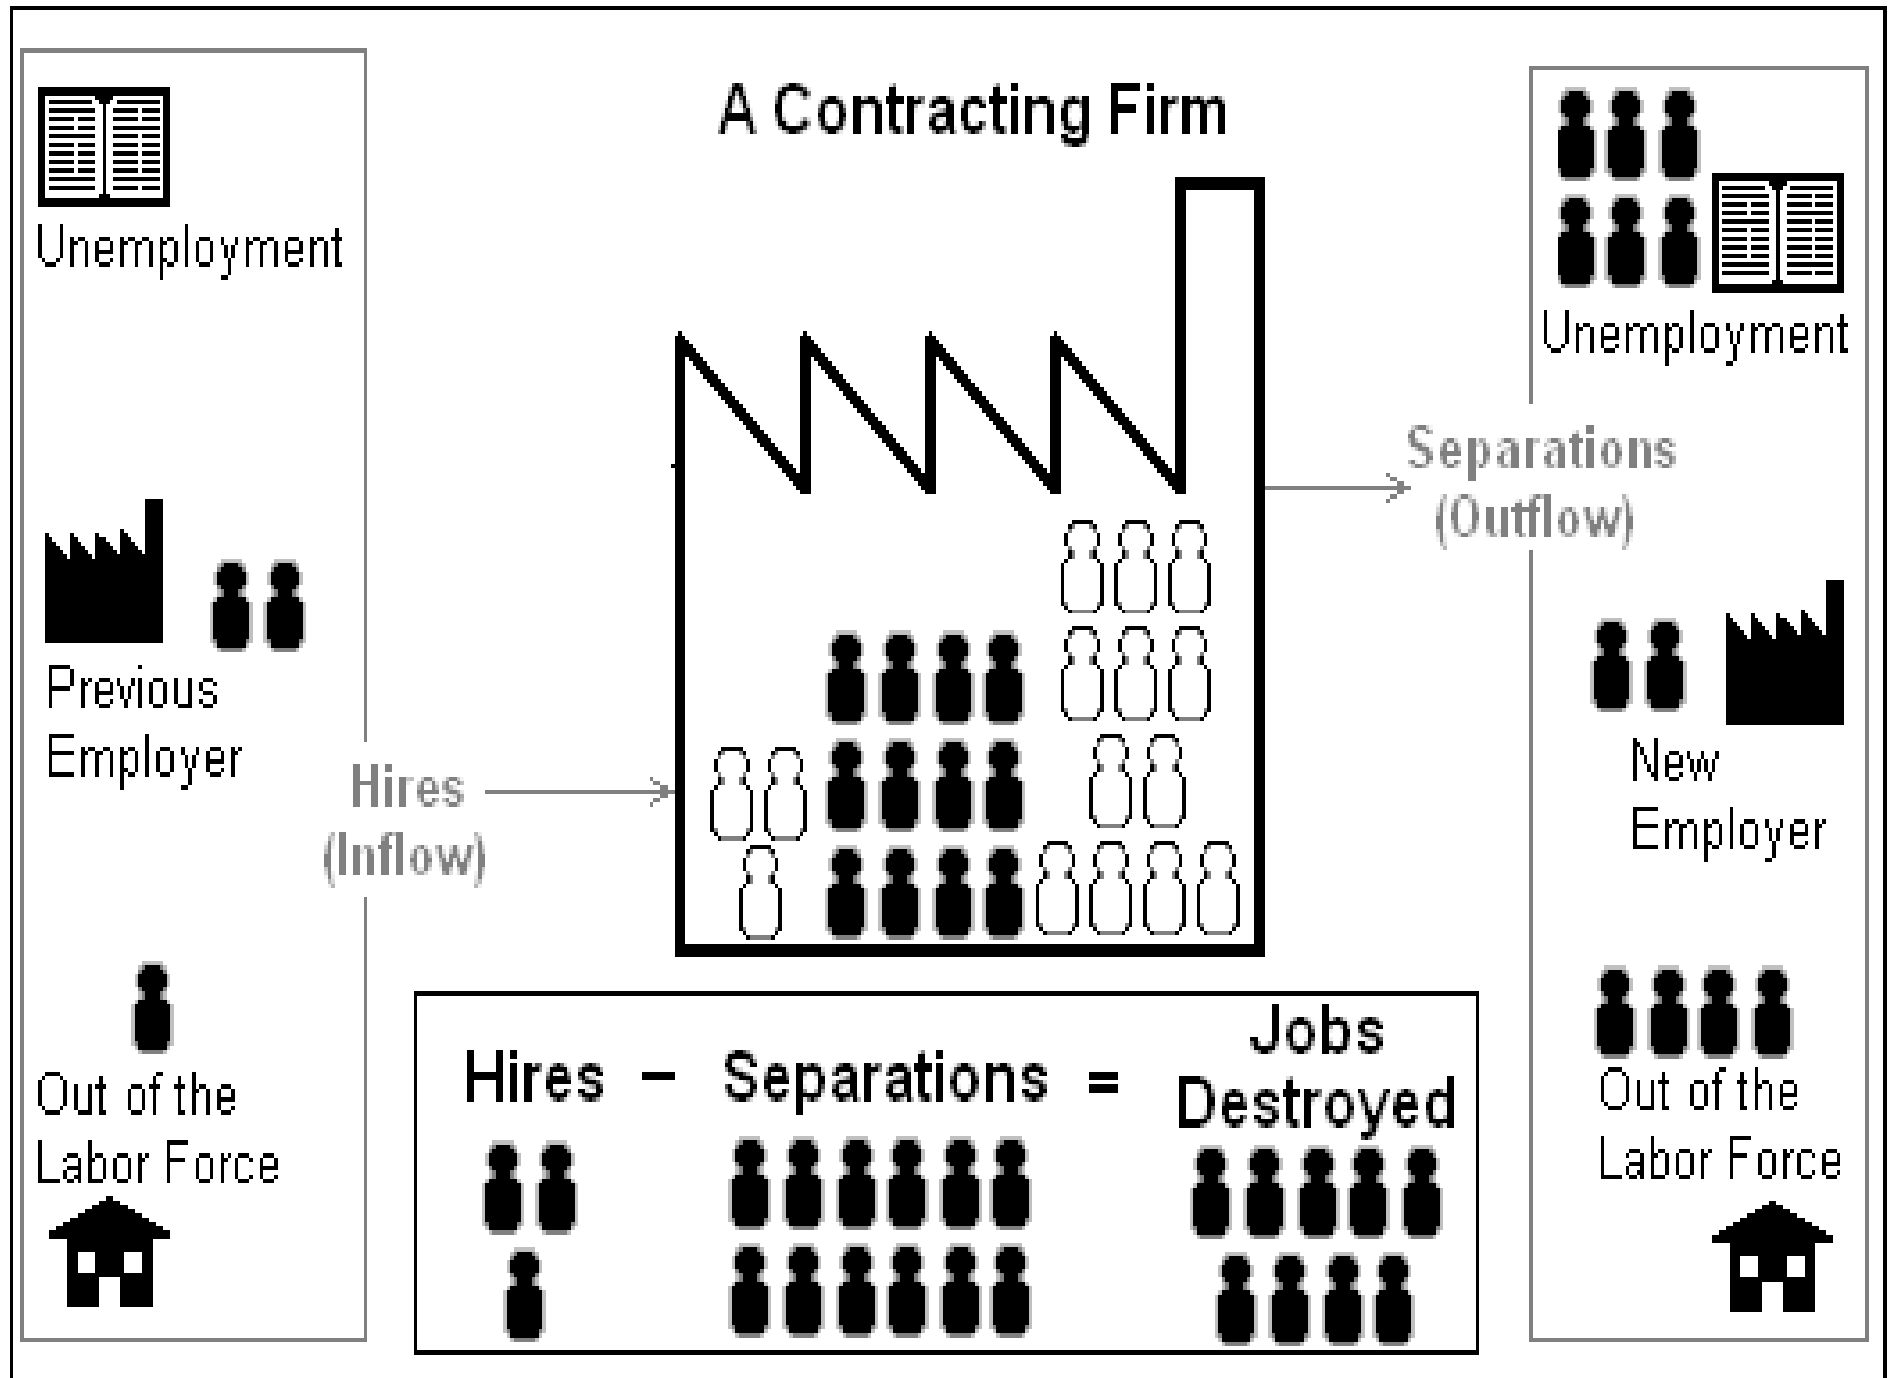 A Contracting Firm
Unemployment
Previous
Employer
Hires
(Inflow)
Out of the
Labor Force
Unemployment
Separations
(Outflow)
New
Employer
Out of the
Labor Force
Hires – Separations =
Jobs
Destroyed